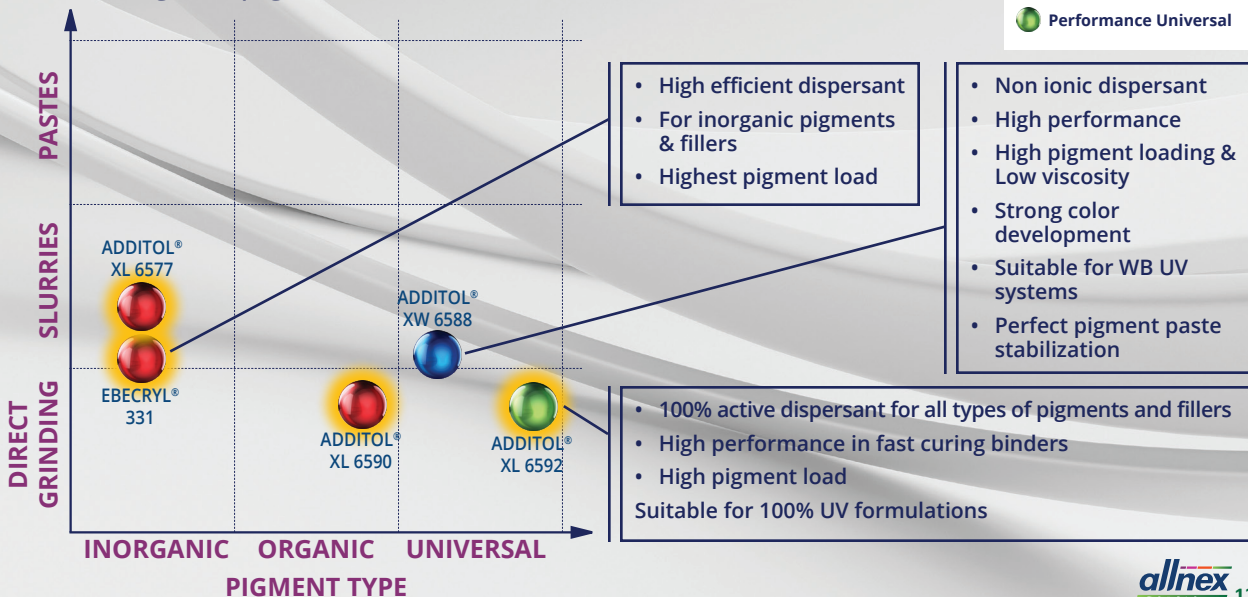 Performance Universal
PASTES
SLURRIES
DIRECT
GRINDING
ADDITOL®
XL 6577
EBECRYL®
331
ADDITOL®
XL 6590
ADDITOL®
XW 6588
ADDITOL®
XL 6592
• High efficient dispersant
• For inorganic pigments
& fillers
• Highest pigment load
• Non ionic dispersant
• High performance
• High pigment loading &
Low viscosity
• Strong color
development
• Suitable for WB UV
systems
• Perfect pigment paste
stabilization
• 100% active dispersant for all types of pigments and fillers
• High performance in fast curing binders
• High pigment load
Suitable for 100% UV formulations
INORGANIC ORGANIC UNIVERSAL
PIGMENT TYPE
allnex